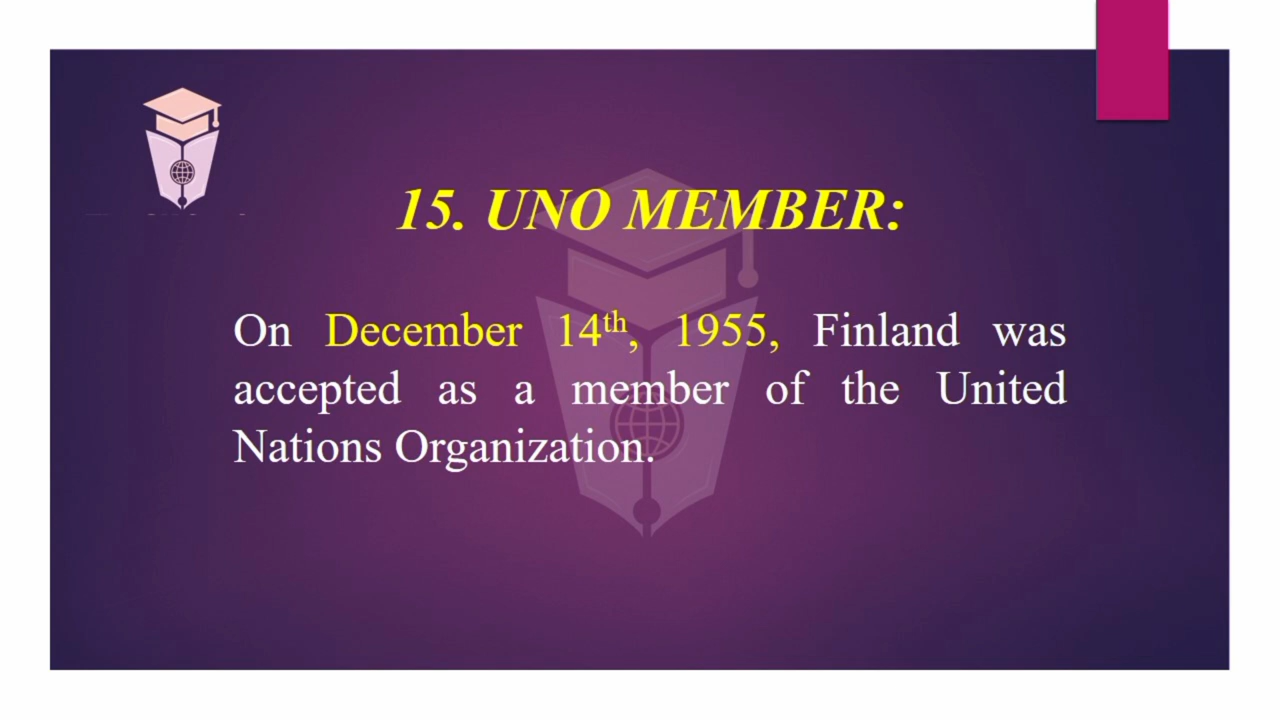 15. UNO MEMBER:
On December 14th, 1955, Finland was
accepted as a member of the United
Nations Organization.